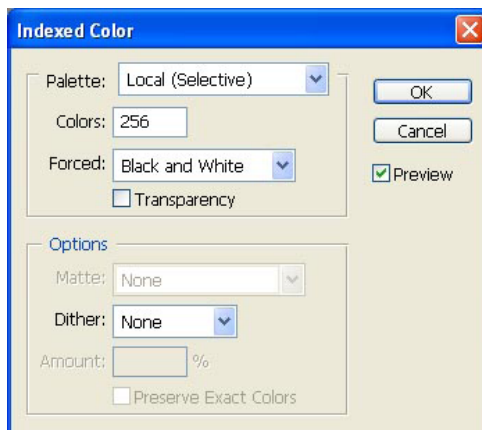 Indexed Color
Palette: Local (Selective)
Colors: 256
Forced: Black and White
Transparency
OK
Cancel
Preview
Options
Matte: None
Dither: None
Amount: %
Preserve Exact Colors